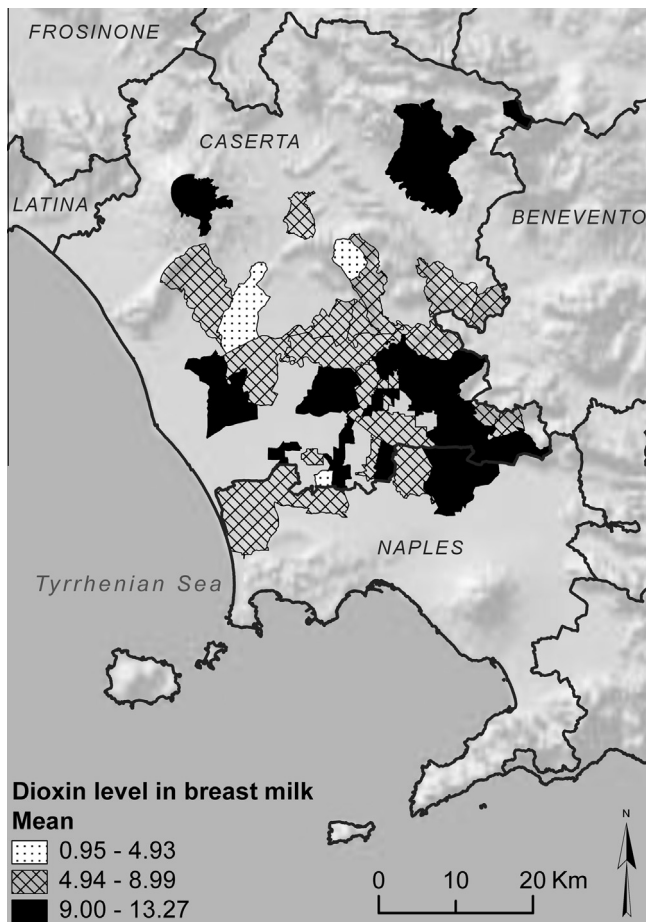 FROSINONE
CASERTA
LATINA
BENEVENTO
NAPLES
Tyrrhenian Sea
Dioxin level in breast milk
Mean
0.95 - 4.93
4.94 - 8.99
9.00 - 13.27
N
0 10 20 Km